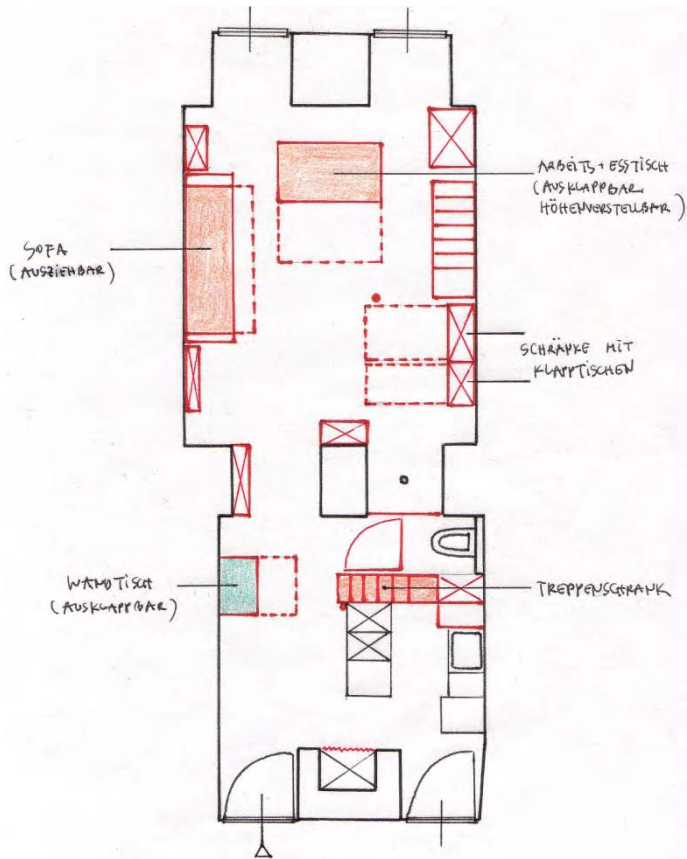 ARBEITS + ESSTISCH
(AUSKLAPPBAR,
HÖHENVERSTELLBAR)
SOFA
(AUSZIEHBAR)
SCHRÄNKE MIT
KLAPPTISCHEN
WANDTISCH
(AUSKLAPPBAR)
TREPPENSCHRANK